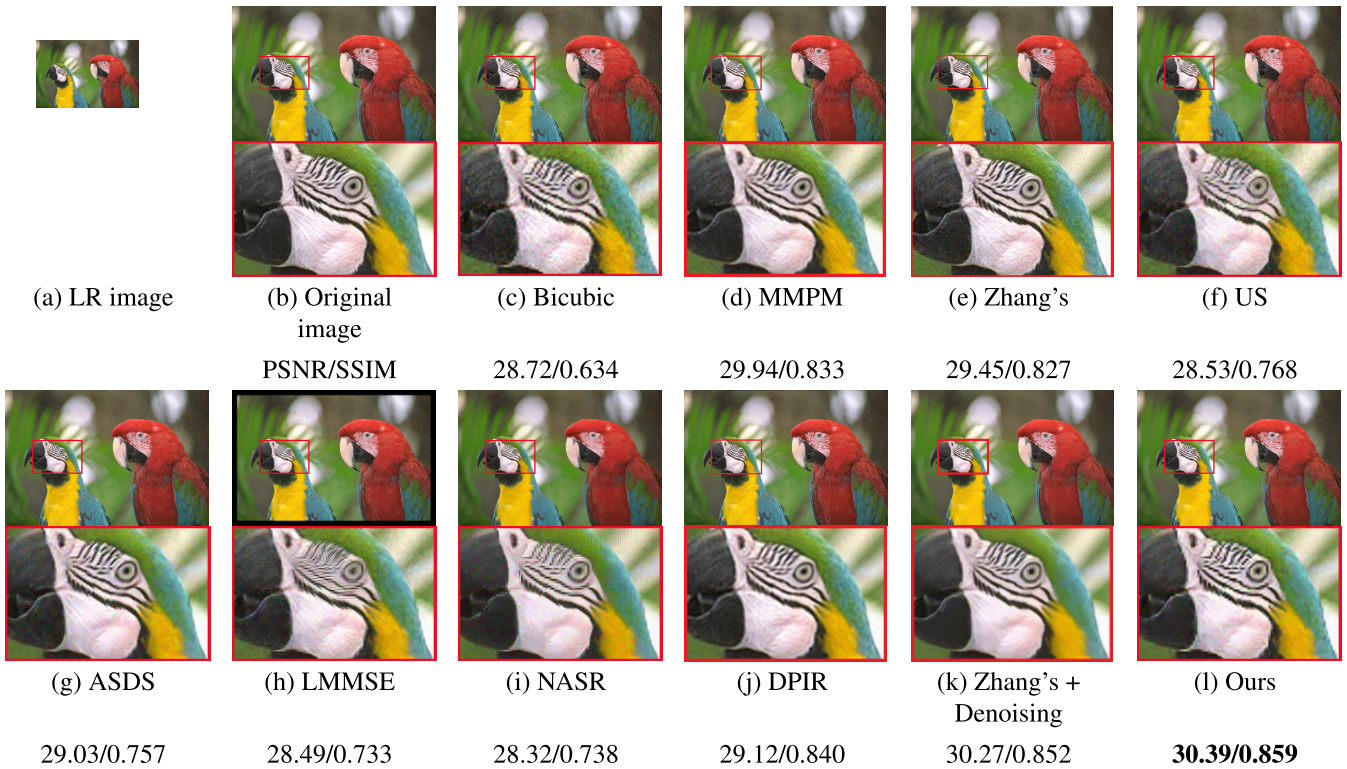 (a) LR image
(b) Original
image
(c) Bicubic
(d) MMPM
(e) Zhang's
(f) US
PSNR/SSIM
28.72/0.634
29.94/0.833
29.45/0.827
28.53/0.768
(g) ASDS
(h) LMMSE
(i) NASR
(j) DPIR
(k) Zhang's +
Denoising
(l) Ours
29.03/0.757
28.49/0.733
28.32/0.738
29.12/0.840
30.27/0.852
30.39/0.859